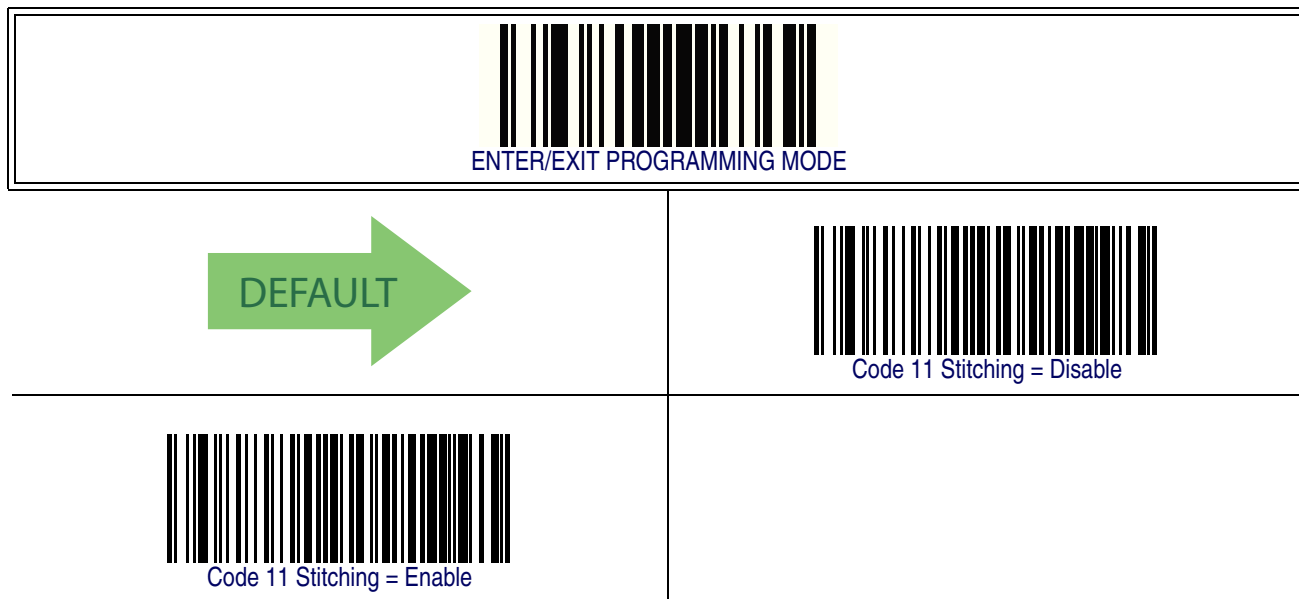 ENTER/EXIT PROGRAMMING MODE
DEFAULT
Code 11 Stitching = Disable
Code 11 Stitching = Enable